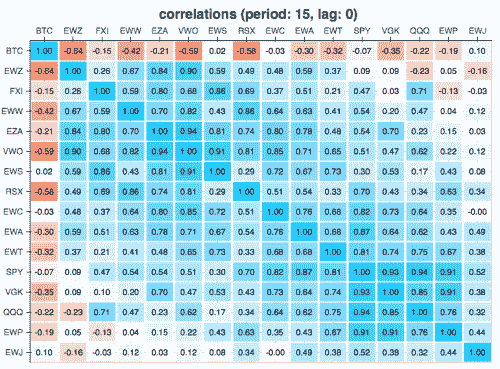 correlations (period: 15, lag: 0)
BTC EWZ FXI EWW EZA VWO EWS RSX EWC EWA EWT SPY VGK QQQ EWP EWJ
BTC 1.00 -0.64 -0.15 -0.42 -0.21 -0.59 0.02 -0.58 -0.03 -0.30 -0.32 -0.07 -0.35 -0.22 -0.19 0.10
EWZ -0.64 1.00 0.26 0.67 0.84 0.90 0.59 0.49 0.48 0.59 0.37 0.09 0.09 -0.23 0.05 -0.16
FXI -0.15 0.26 1.00 0.59 0.80 0.68 0.86 0.69 0.37 0.51 0.21 0.47 0.03 0.71 -0.13 -0.03
EWW -0.42 0.67 0.59 1.00 0.70 0.82 0.43 0.86 0.64 0.63 0.41 0.54 0.20 0.47 0.04 0.12
EZA -0.21 0.84 0.80 0.70 1.00 0.94 0.81 0.74 0.80 0.78 0.48 0.54 0.70 0.23 0.15 0.03
VWO -0.59 0.90 0.68 0.82 0.94 1.00 0.91 0.81 0.85 0.71 0.65 0.51 0.47 0.62 0.22 0.12
EWS 0.02 0.59 0.86 0.43 0.81 0.91 1.00 0.29 0.72 0.67 0.73 0.30 0.53 0.17 0.43 0.08
RSX -0.58 0.49 0.69 0.86 0.74 0.81 0.29 1.00 0.51 0.54 0.33 0.70 0.43 0.34 0.63 0.34
EWC -0.03 0.48 0.37 0.64 0.80 0.85 0.72 0.51 1.00 0.76 0.68 0.82 0.73 0.64 0.35 -0.00
EWA -0.30 0.59 0.51 0.63 0.78 0.71 0.67 0.54 0.76 1.00 0.68 0.87 0.64 0.62 0.43 0.49
EWT -0.32 0.37 0.21 0.41 0.48 0.65 0.73 0.33 0.68 0.68 1.00 0.81 0.74 0.75 0.67 0.38
SPY -0.07 0.09 0.47 0.54 0.54 0.51 0.30 0.70 0.82 0.87 0.81 1.00 0.93 0.94 0.91 0.52
VGK -0.35 0.09 0.10 0.20 0.70 0.47 0.53 0.43 0.73 0.64 0.74 0.93 1.00 0.85 0.91 0.38
QQQ -0.22 -0.23 0.71 0.47 0.23 0.62 0.17 0.34 0.64 0.62 0.75 0.94 0.85 1.00 0.76 0.32
EWP -0.19 0.05 -0.13 0.04 0.15 0.22 0.43 0.63 0.35 0.43 0.67 0.91 0.91 0.76 1.00 0.44
EWJ 0.10 -0.16 -0.03 0.12 0.03 0.12 0.08 0.34 -0.00 0.49 0.38 0.52 0.38 0.32 0.44 1.00